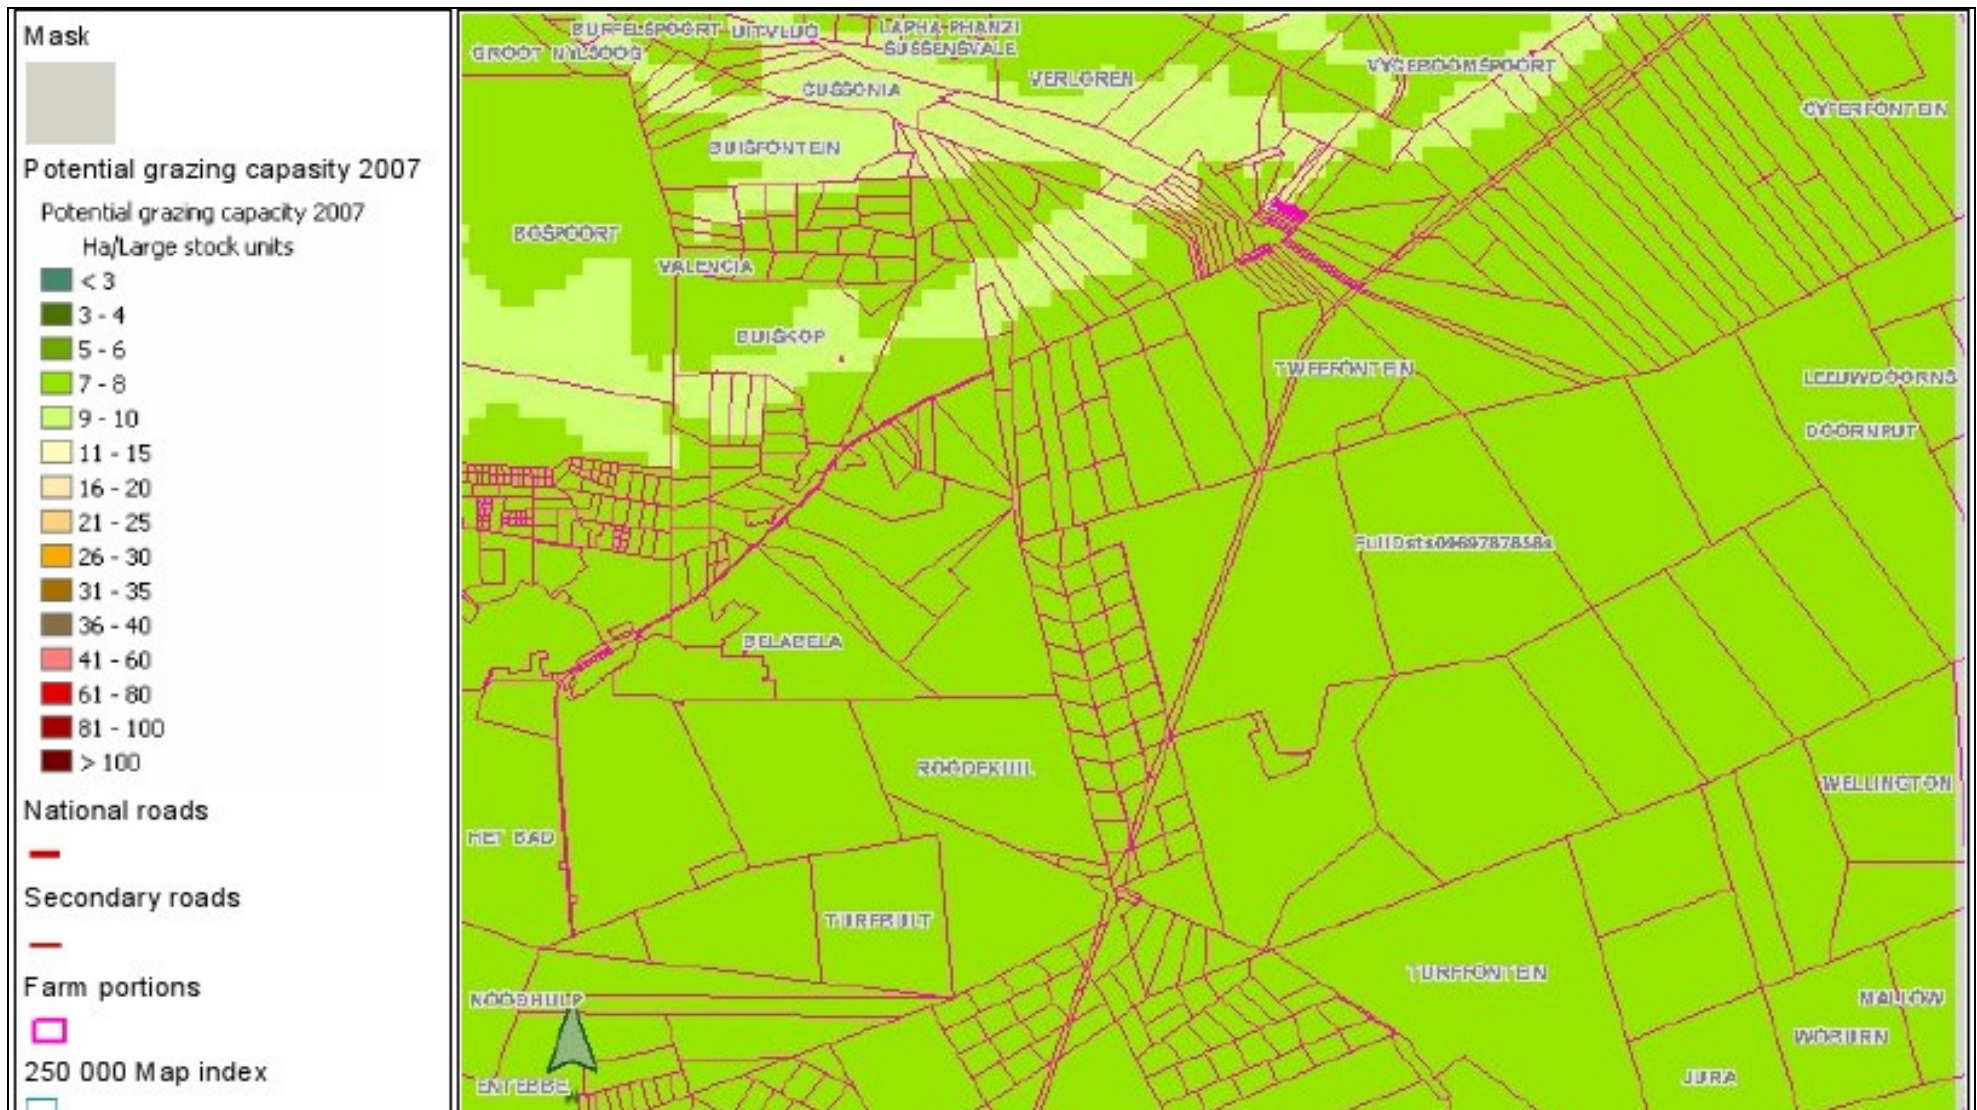 Mask
Potential grazing capasity 2007
Potential grazing capacity 2007
Ha/Large stock units
< 3
3 - 4
5 - 6
7 - 8
9 - 10
11 - 15
16 - 20
21 - 25
26 - 30
31 - 35
36 - 40
41 - 60
61 - 80
81 - 100
> 100
National roads
Secondary roads
Farm portions
250 000 Map index
BUFFELSPOORT
UITVLUG
LAPHA PHANZI
GROOT NYLSOOG
SUSSENSVALE
VERLOREN
VYGEBOOMSPOORT
CUSSONIA
CYFERFONTEIN
BUISFONTEIN
BOSPOORT
VALENCIA
BUISKOP
TWEEFONTEIN
LEEUWDOORNS
DOORNPUT
BELABELA
ROODEKUIL
WELLINGTON
HET BAD
TURFBULT
TURFFONTEIN
NOODHULP
MALLOW
WOBURN
JURA
ENTEBBE